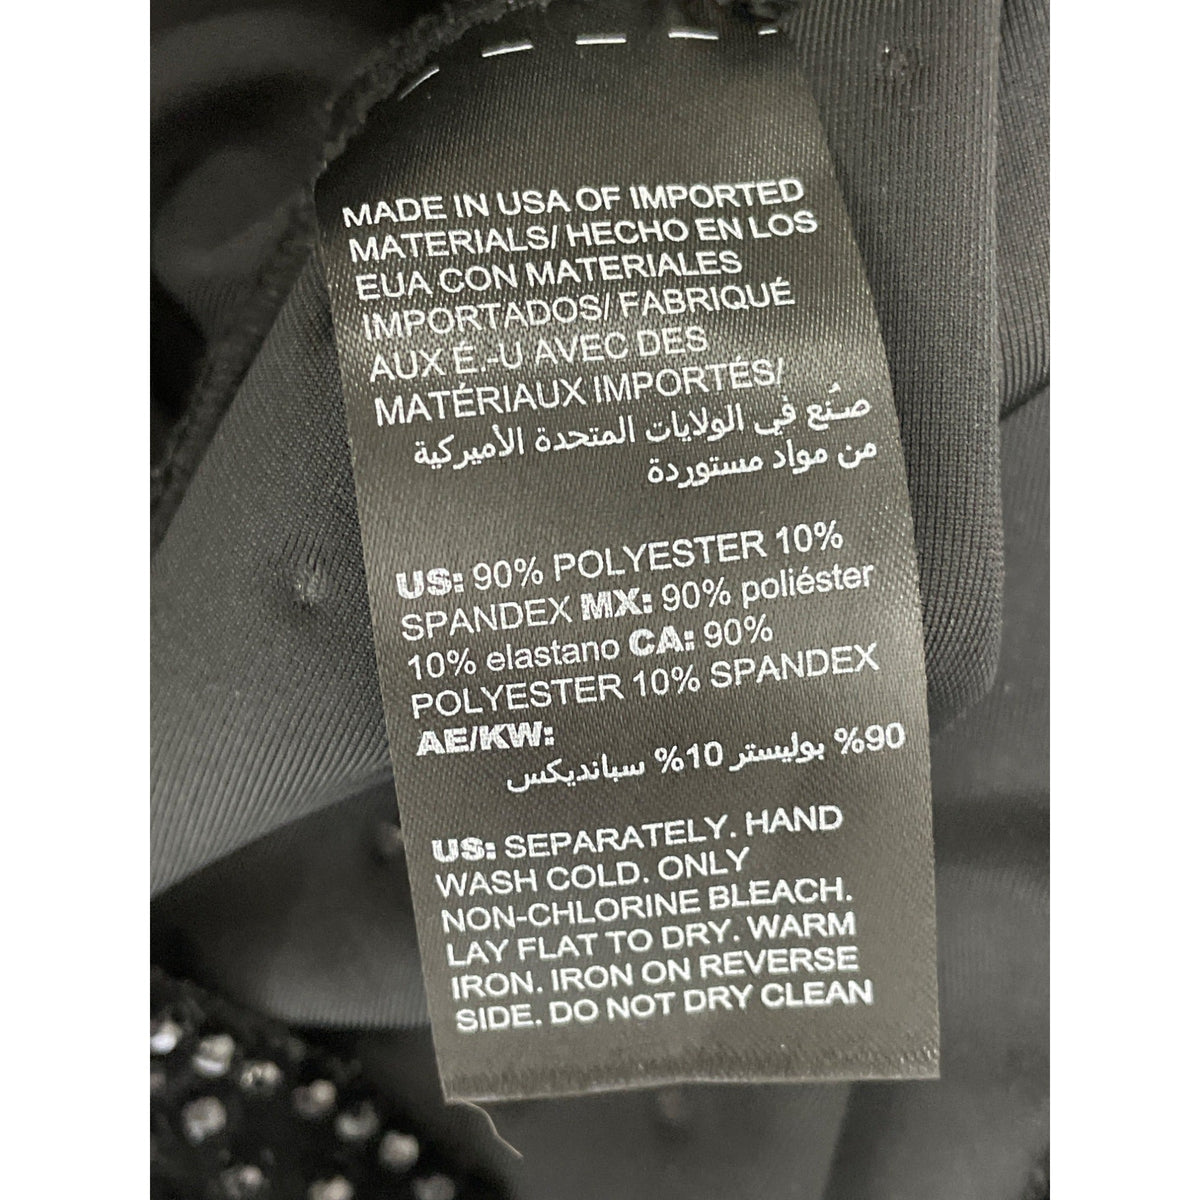 MADE IN USA OF IMPORTED
MATERIALS/ HECHO EN LOS
EUA CON MATERIALES
IMPORTADOS/ FABRIQUÉ
AUX É.-U AVEC DES
MATÉRIAUX IMPORTÉS/
صُنع في الولايات المتحدة الأميركية
من مواد مستوردة
US: 90% POLYESTER 10%
SPANDEX MX: 90% poliéster
10% elastano CA: 90%
POLYESTER 10% SPANDEX
AE/KW:
90% بوليستر 10% سبانديكس
US: SEPARATELY. HAND
WASH COLD. ONLY
NON-CHLORINE BLEACH.
LAY FLAT TO DRY. WARM
IRON. IRON ON REVERSE
SIDE. DO NOT DRY CLEAN